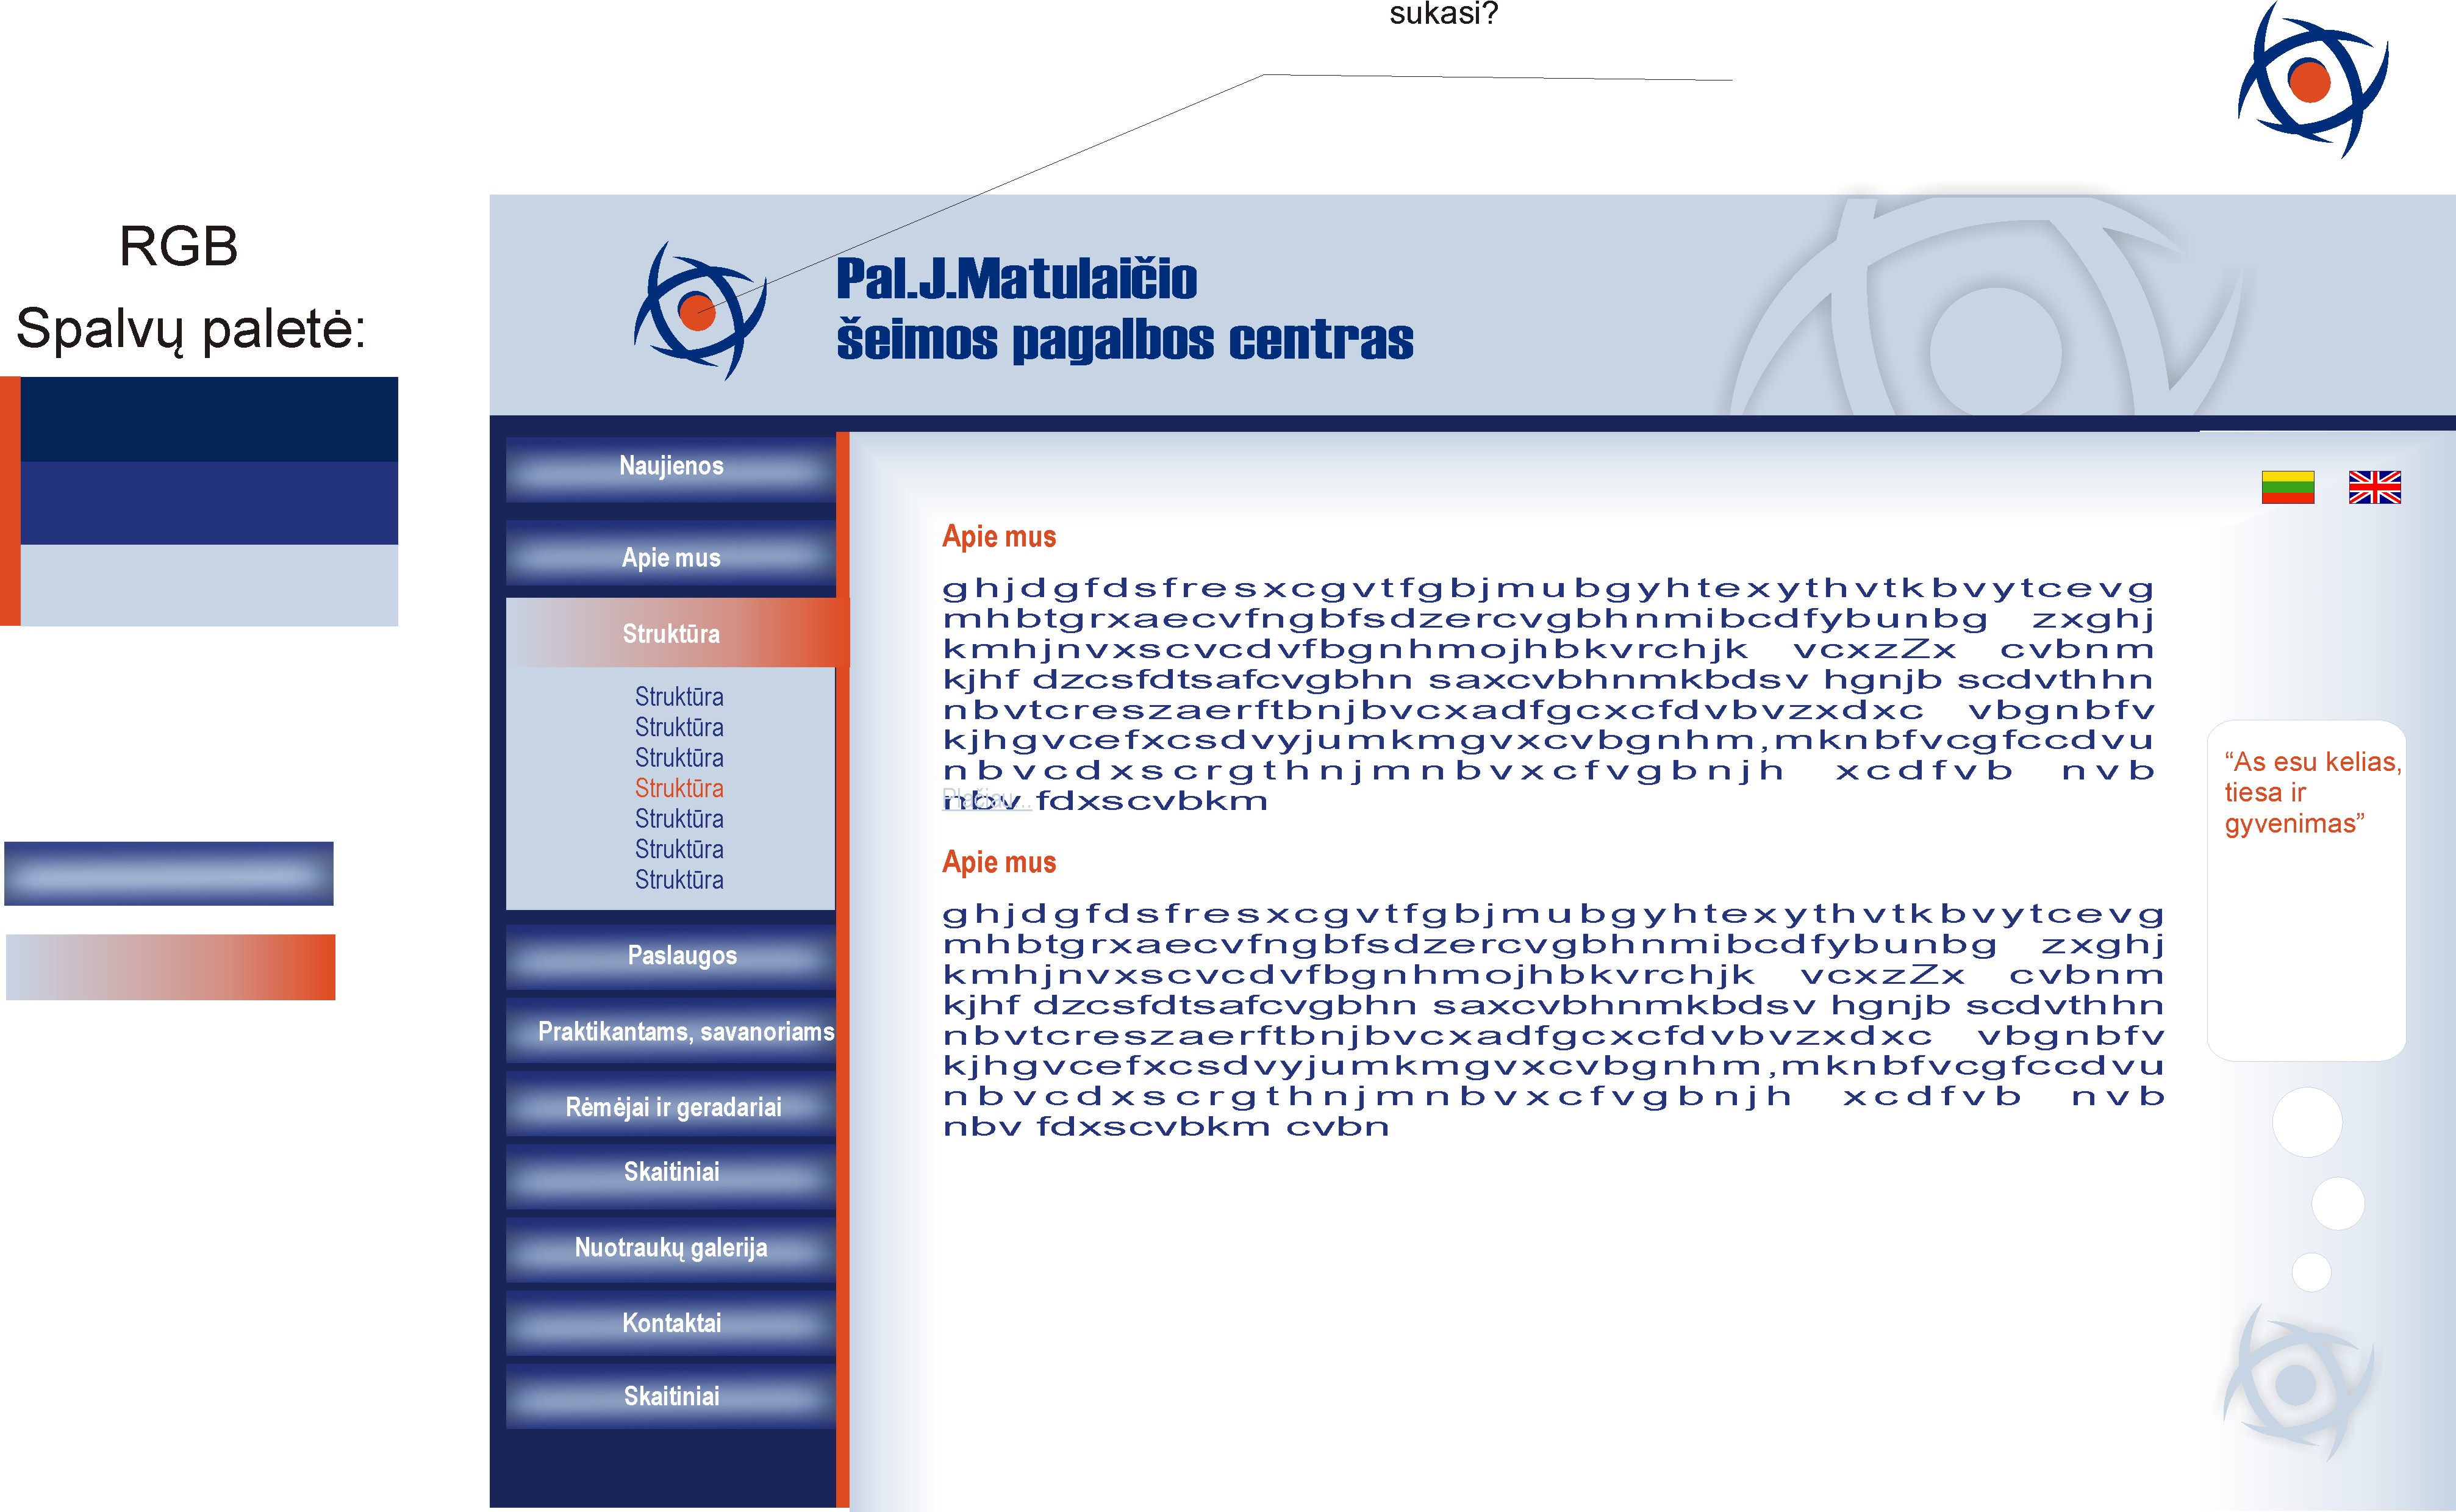 sukasi?
RGB
Spalvų paletė:
Pal.J.Matulaičio
šeimos pagalbos centras
Naujienos
Apie mus
Struktūra
Struktūra
Struktūra
Struktūra
Struktūra
Struktūra
Struktūra
Struktūra
Paslaugos
Praktikantams, savanoriams
Rėmėjai ir geradariai
Skaitiniai
Nuotraukų galerija
Kontaktai
Skaitiniai
Apie mus
ghjdgfdsfresxcgvtfgbjmubgyhtexythvtkbvytcevg
mhbtgrxaecvfngbfsdzercvgbhnmibcdfybunbg zxghj
kmhjnvxscvcdvfbgnhmojhbkvrchjk vcxzZx cvbnm
kjhf dzcsfdtsafcvgbhn saxcvbhnmkbdsv hgnjb scdvthhn
nbvtcreszaerftbnjbvcxadfgcxcfdvbvzxdxc vbgnbfv
kjhgvcefxcsdvyjumkmgvxcvbgnhm,mknbfvcgfccdvu
nbvcdxscrgthnjmnbvxcfvgbnjh xcdfvb nvb
nbv fdxscvbkm
Plačiau...
Apie mus
ghjdgfdsfresxcgvtfgbjmubgyhtexythvtkbvytcevg
mhbtgrxaecvfngbfsdzercvgbhnmibcdfybunbg zxghj
kmhjnvxscvcdvfbgnhmojhbkvrchjk vcxzZx cvbnm
kjhf dzcsfdtsafcvgbhn saxcvbhnmkbdsv hgnjb scdvthhn
nbvtcreszaerftbnjbvcxadfgcxcfdvbvzxdxc vbgnbfv
kjhgvcefxcsdvyjumkmgvxcvbgnhm,mknbfvcgfccdvu
nbvcdxscrgthnjmnbvxcfvgbnjh xcdfvb nvb
nbv fdxscvbkm cvbn
“As esu kelias,
tiesa ir
gyvenimas”